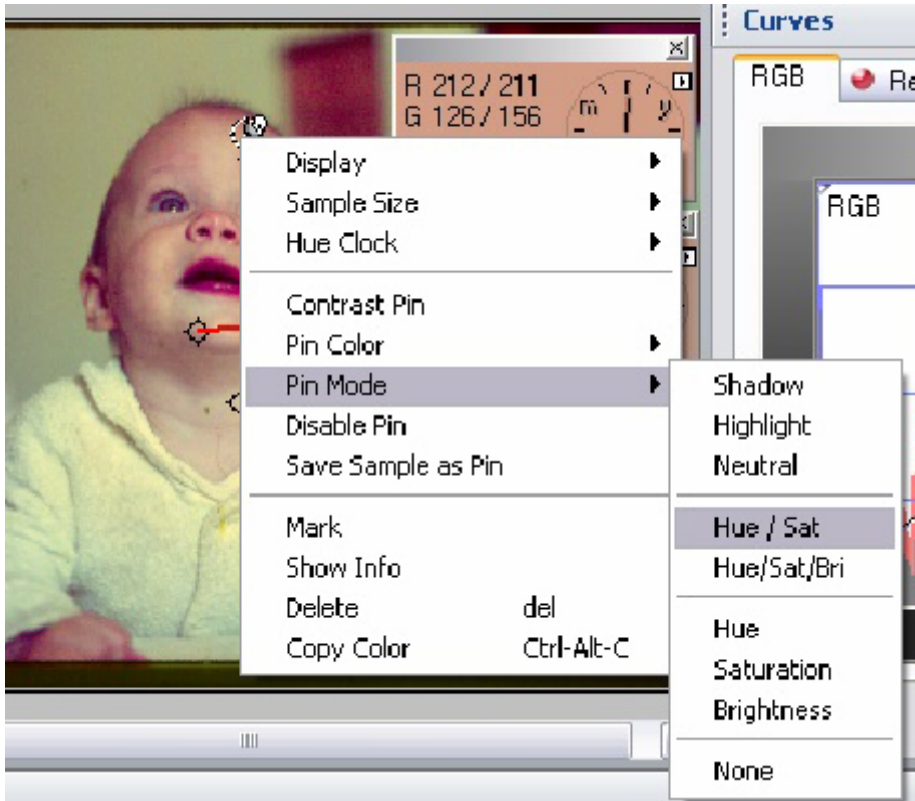 Curves
RGB
Re
R 212 / 211
G 126 / 156
m
y
RGB
Display
Sample Size
Hue Clock
Contrast Pin
Pin Color
Pin Mode
Disable Pin
Save Sample as Pin
Mark
Show Info
Delete del
Copy Color Ctrl-Alt-C
Shadow
Highlight
Neutral
Hue / Sat
Hue/Sat/Bri
Hue
Saturation
Brightness
None